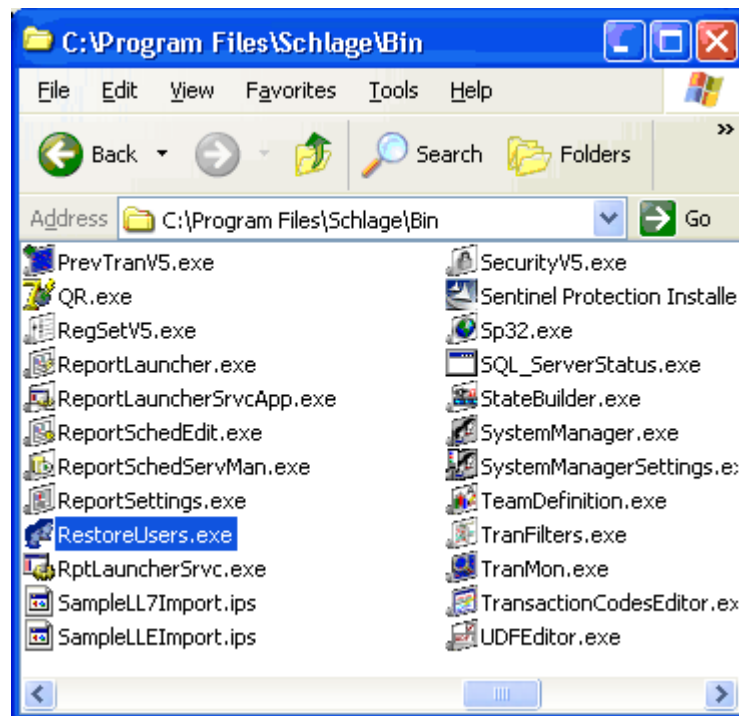 C:\Program Files\Schlage\Bin
File Edit View Favorites Tools Help
Back Search Folders »
Address C:\Program Files\Schlage\Bin Go
PrevTranV5.exe
QR.exe
RegSetV5.exe
ReportLauncher.exe
ReportLauncherSrvcApp.exe
ReportSchedEdit.exe
ReportSchedServMan.exe
ReportSettings.exe
RestoreUsers.exe
RptLauncherSrvc.exe
SampleLL7Import.ips
SampleLLEImport.ips
SecurityV5.exe
Sentinel Protection Installe
Sp32.exe
SQL_ServerStatus.exe
StateBuilder.exe
SystemManager.exe
SystemManagerSettings.ex
TeamDefinition.exe
TranFilters.exe
TranMon.exe
TransactionCodesEditor.ex
UDFEditor.exe